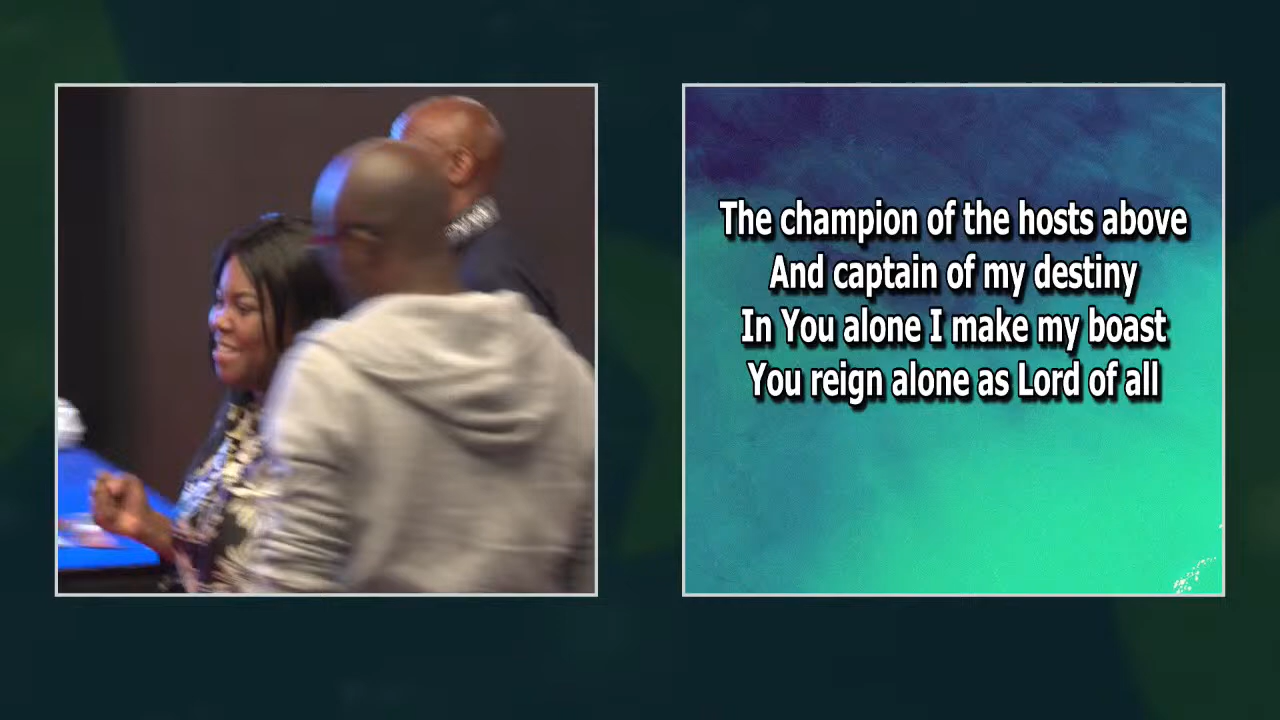 The champion of the hosts above
And captain of my destiny
In You alone I make my boast
You reign alone as Lord of all